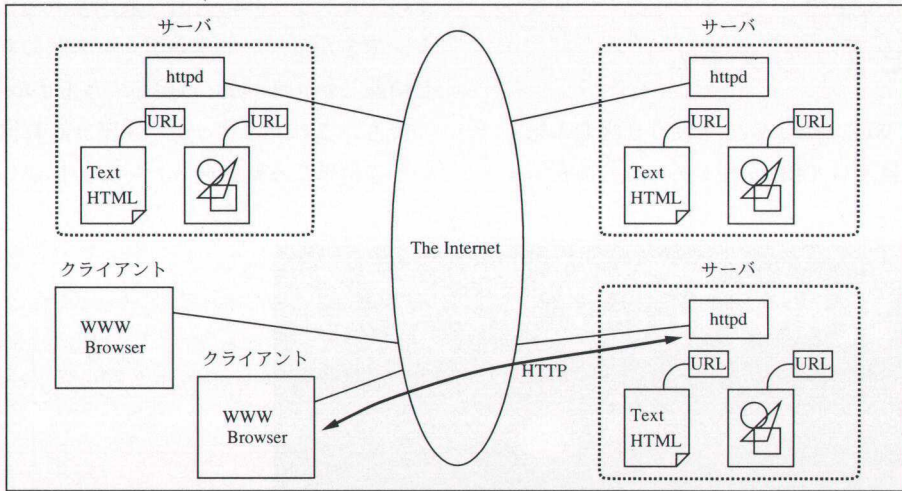 サーバ
httpd
URL
URL
Text
HTML
サーバ
httpd
URL
URL
Text
HTML
The Internet
クライアント
WWW
Browser
クライアント
WWW
Browser
HTTP
サーバ
httpd
URL
URL
Text
HTML